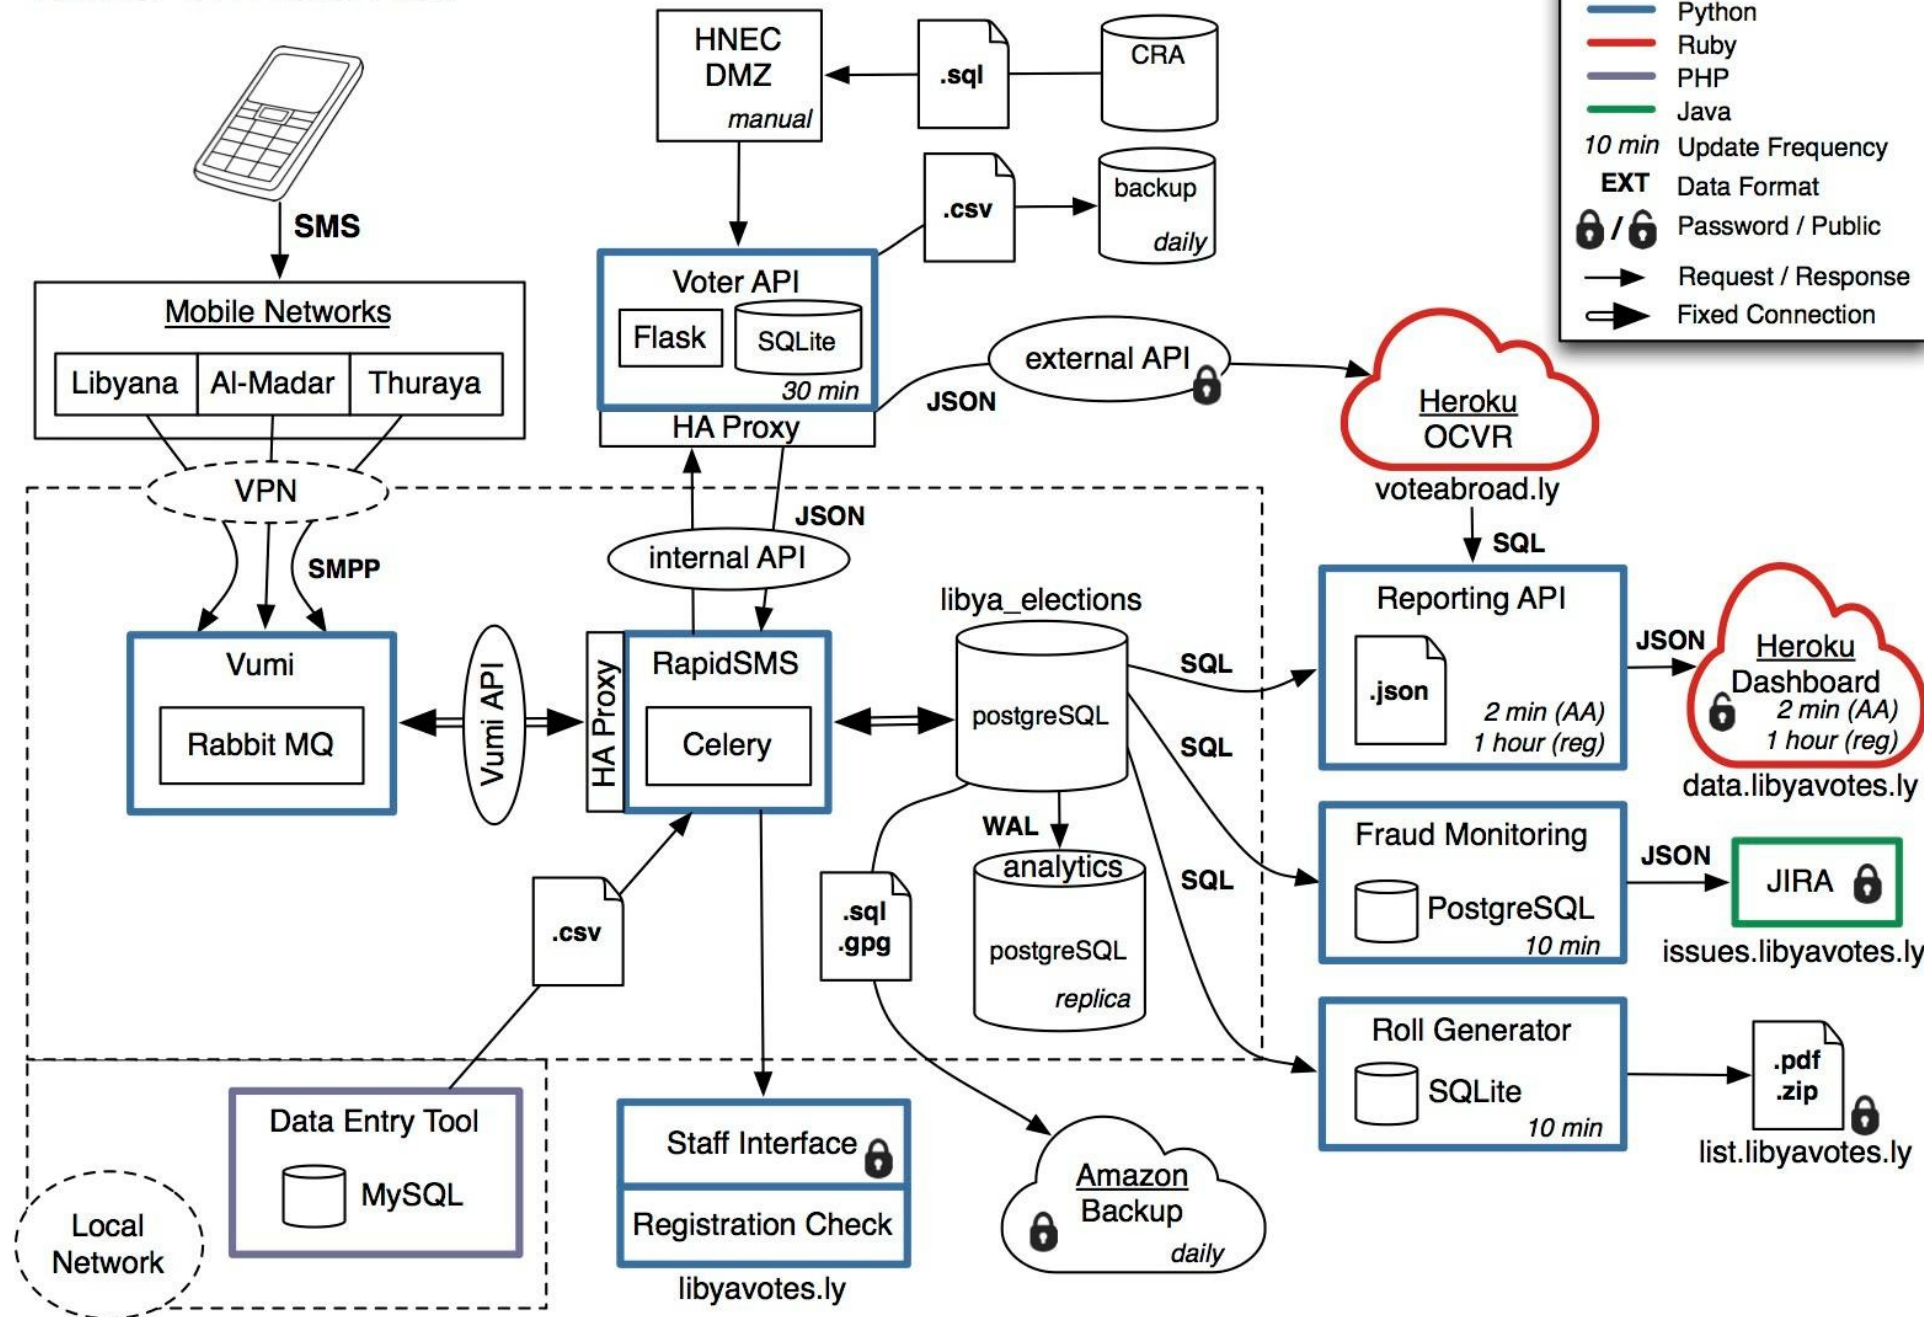 HNEC
DMZ
manual
.sql
CRA
.csv
backup
daily
Python
Ruby
PHP
Java
10 min Update Frequency
EXT Data Format
/ Password / Public
Request / Response
Fixed Connection
SMS
Mobile Networks
Libyana
Al-Madar
Thuraya
VPN
SMPP
Voter API
Flask
SQLite
30 min
HA Proxy
JSON
external API
Heroku
OCVR
voteabroad.ly
SQL
JSON
internal API
Vumi
Rabbit MQ
Vumi API
HA Proxy
RapidSMS
Celery
libya_elections
postgreSQL
SQL
SQL
SQL
WAL
analytics
postgreSQL
replica
Reporting API
.json
2 min (AA)
1 hour (reg)
JSON
Heroku
Dashboard
2 min (AA)
1 hour (reg)
data.libyavotes.ly
Fraud Monitoring
PostgreSQL
10 min
JSON
JIRA
issues.libyavotes.ly
Roll Generator
SQLite
10 min
.pdf
.zip
list.libyavotes.ly
.csv
.sql
.gpg
Data Entry Tool
MySQL
Local
Network
Staff Interface
Registration Check
libyavotes.ly
Amazon
Backup
daily